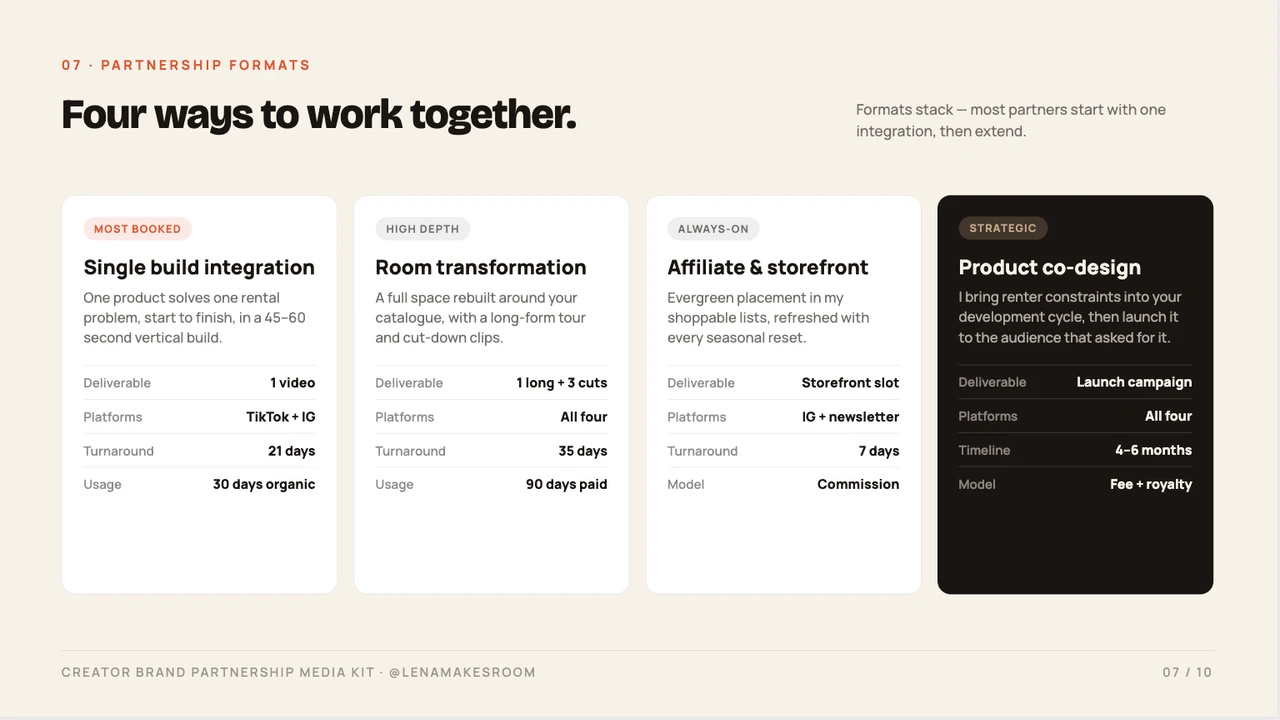 07 · PARTNERSHIP FORMATS
Four ways to work together.
Formats stack — most partners start with one
integration, then extend.
MOST BOOKED
Single build integration
One product solves one rental
problem, start to finish, in a 45–60
second vertical build.
Deliverable 1 video
Platforms TikTok + IG
Turnaround 21 days
Usage 30 days organic
HIGH DEPTH
Room transformation
A full space rebuilt around your
catalogue, with a long-form tour
and cut-down clips.
Deliverable 1 long + 3 cuts
Platforms All four
Turnaround 35 days
Usage 90 days paid
ALWAYS-ON
Affiliate & storefront
Evergreen placement in my
shoppable lists, refreshed with
every seasonal reset.
Deliverable Storefront slot
Platforms IG + newsletter
Turnaround 7 days
Model Commission
STRATEGIC
Product co-design
I bring renter constraints into your
development cycle, then launch it
to the audience that asked for it.
Deliverable Launch campaign
Platforms All four
Timeline 4–6 months
Model Fee + royalty
CREATOR BRAND PARTNERSHIP MEDIA KIT · @LENAMAKESROOM
07 / 10